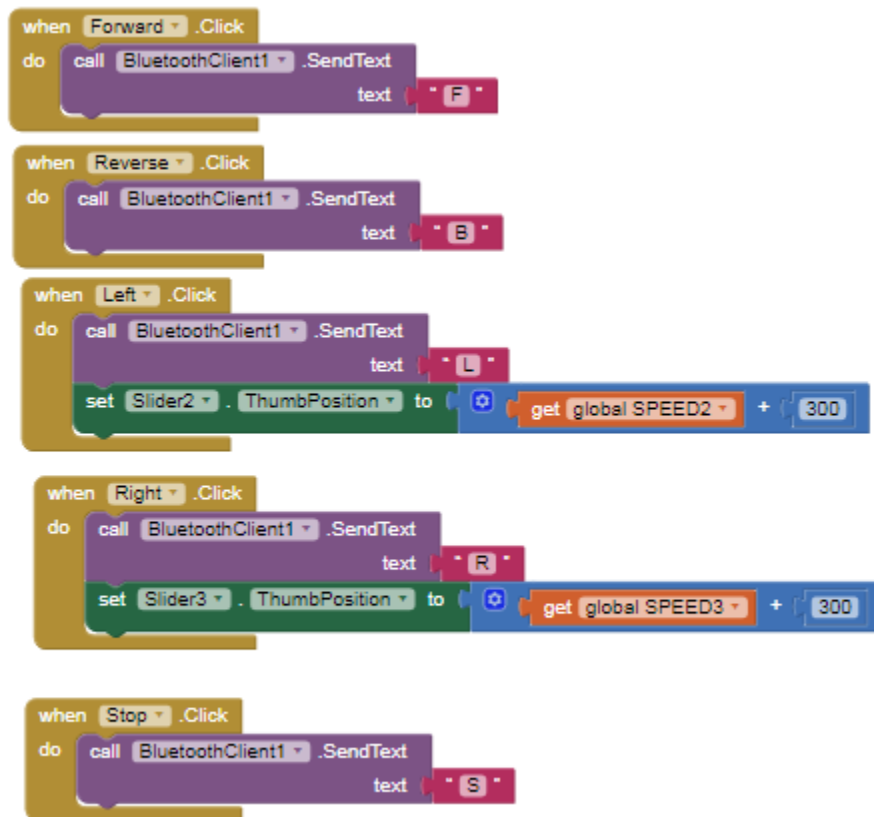 when Forward .Click
do call BluetoothClient1 .SendText
text " F "
when Reverse .Click
do call BluetoothClient1 .SendText
text " B "
when Left .Click
do call BluetoothClient1 .SendText
text " L "
set Slider2 . ThumbPosition to get global SPEED2 + 300
when Right .Click
do call BluetoothClient1 .SendText
text " R "
set Slider3 . ThumbPosition to get global SPEED3 + 300
when Stop .Click
do call BluetoothClient1 .SendText
text " S "